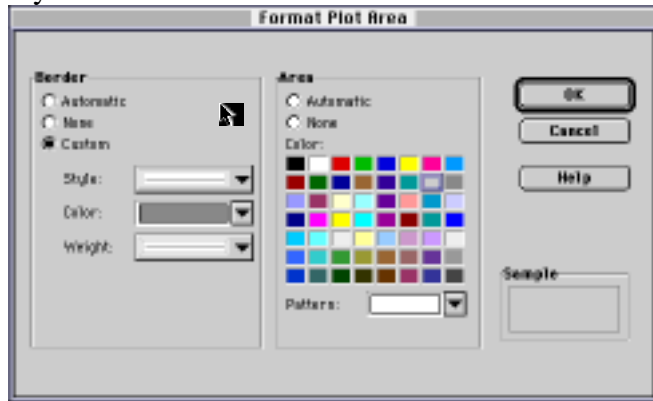 Format Plot Area
Border
Automatic
None
Custom
Style:
Color:
Weight:
Area
Automatic
None
Color:
Pattern:
OK
Cancel
Help
Sample